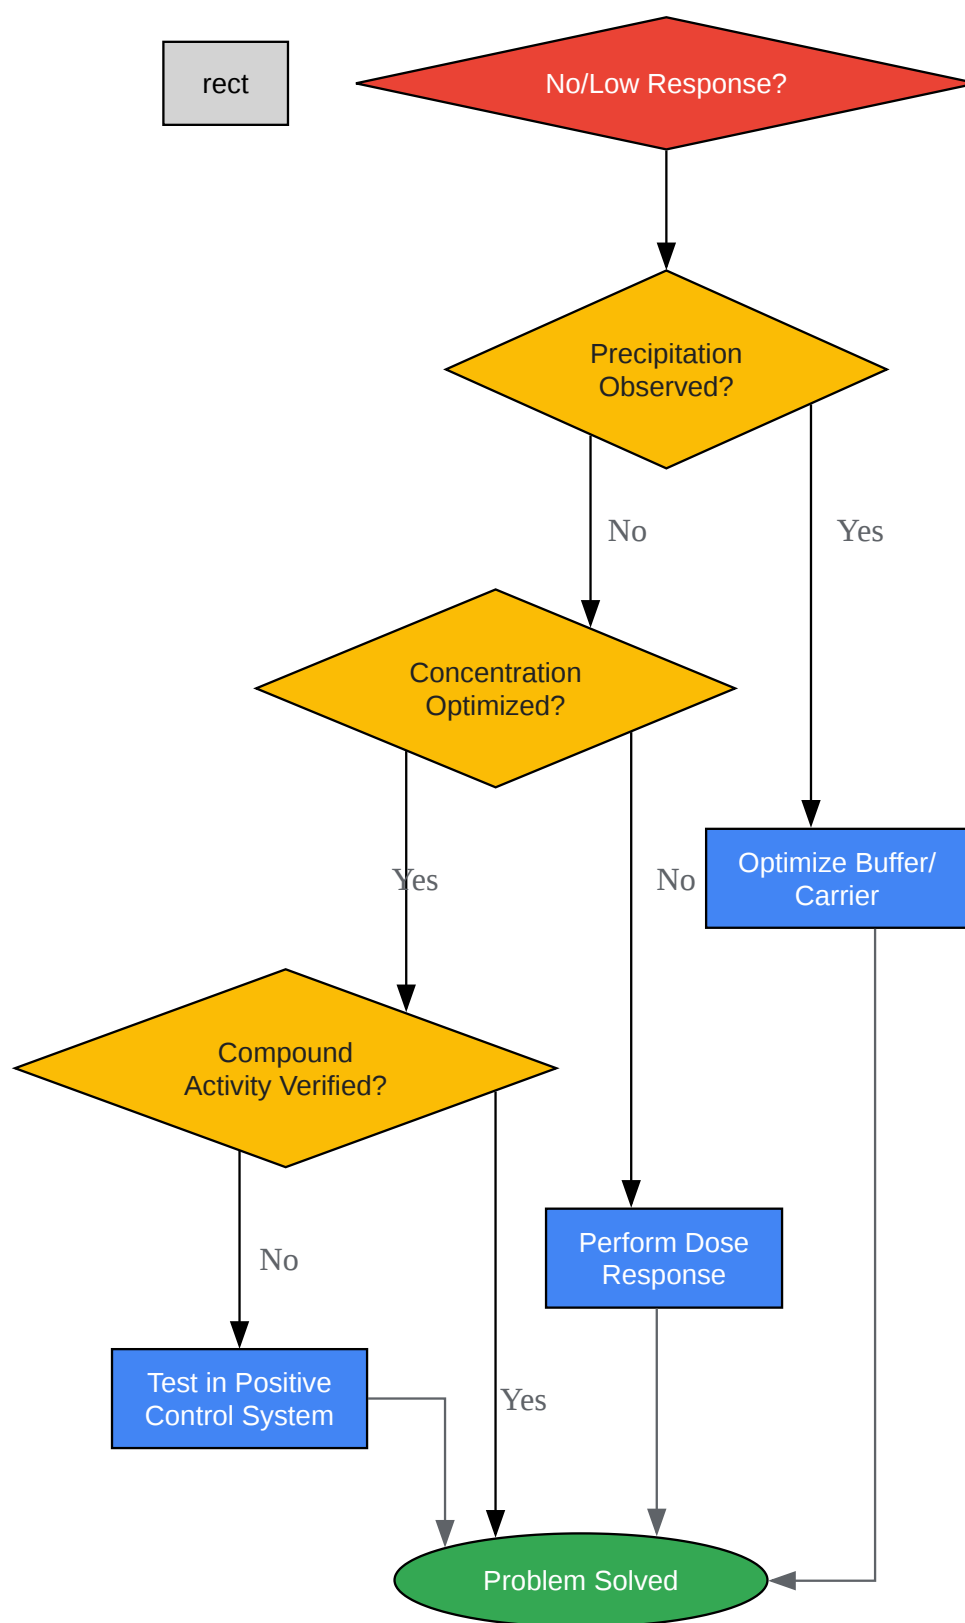 rect
No/Low Response?
Precipitation
Observed?
No
Yes
Concentration
Optimized?
Yes
No
Optimize Buffer/
Carrier
Compound
Activity Verified?
No
Perform Dose
Response
Test in Positive
Control System
Yes
Problem Solved